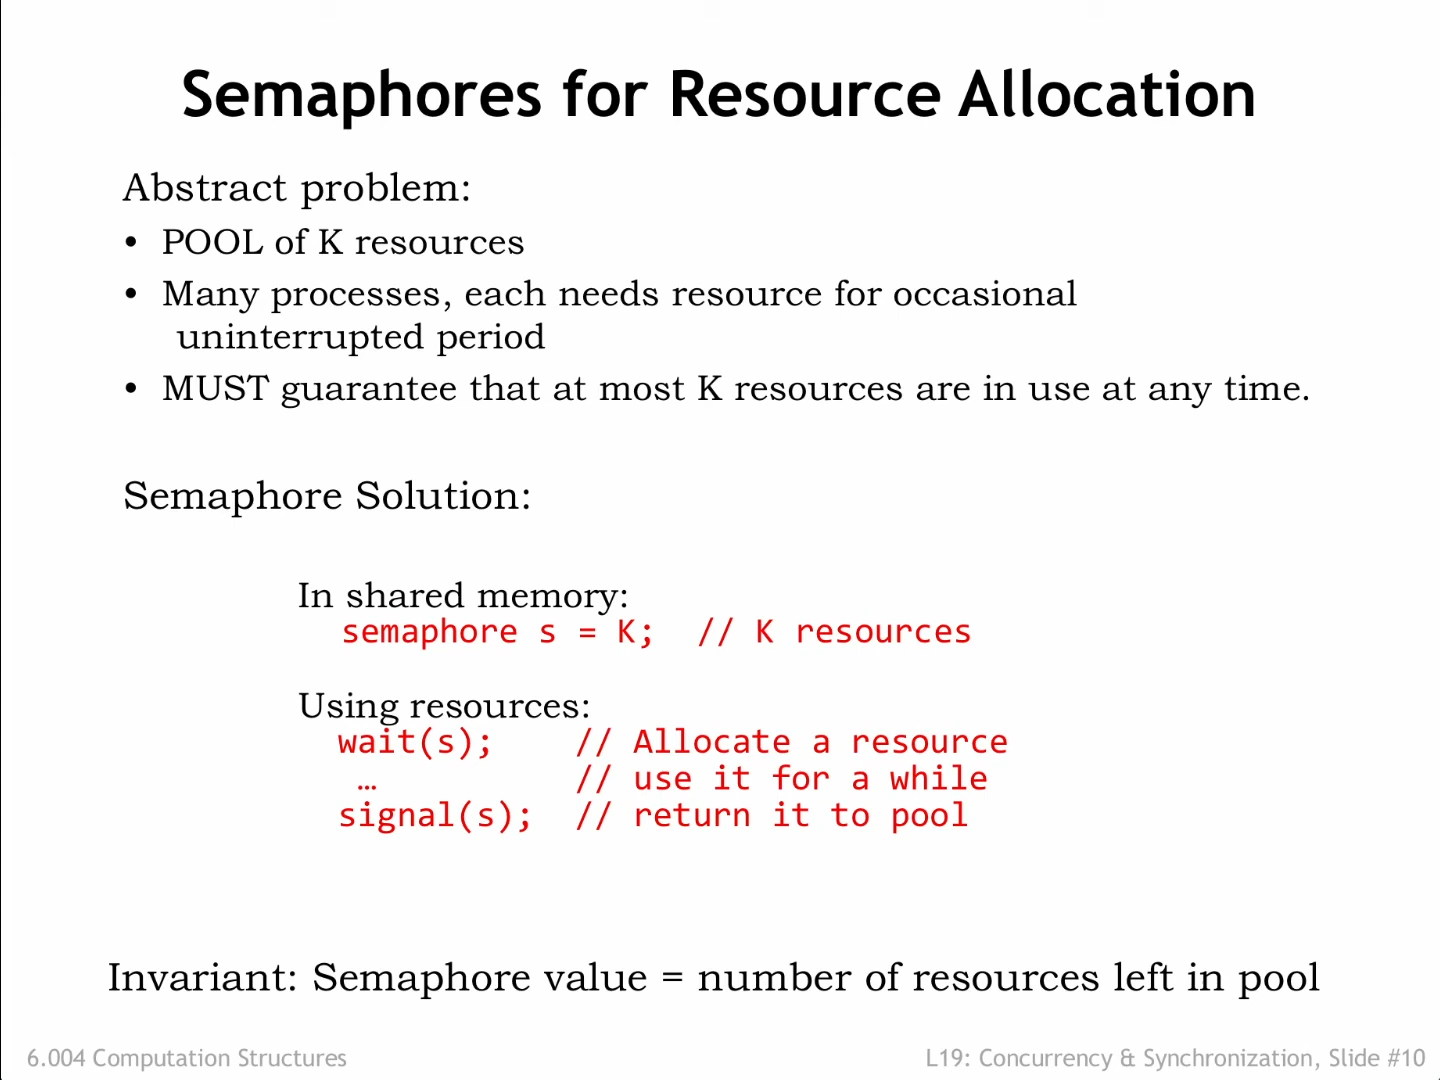 Semaphores for Resource Allocation
Abstract problem:
• POOL of K resources
• Many processes, each needs resource for occasional
uninterrupted period
• MUST guarantee that at most K resources are in use at any time.
Semaphore Solution:
In shared memory:
semaphore s = K;  // K resources
Using resources:
wait(s);    // Allocate a resource
…    // use it for a while
signal(s);  // return it to pool
Invariant: Semaphore value = number of resources left in pool
6.004 Computation Structures
L19: Concurrency & Synchronization, Slide #10